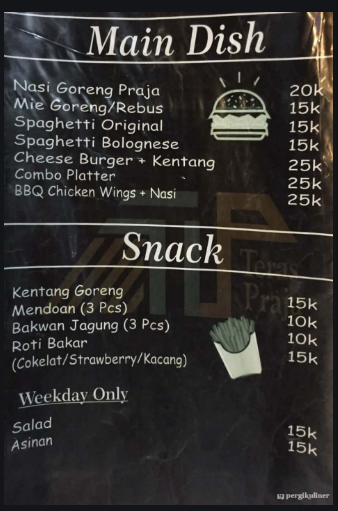 Main Dish
Nasi Goreng Praja 20k
Mie Goreng/Rebus 15k
Spaghetti Original 15k
Spaghetti Bolognese 15k
Cheese Burger + Kentang 25k
Combo Platter 25k
BBQ Chicken Wings + Nasi 25k
Snack
Teras
Praja
Kentang Goreng 15k
Mendoan (3 Pcs) 10k
Bakwan Jagung (3 Pcs) 10k
Roti Bakar 15k
(Cokelat/Strawberry/Kacang)
Weekday Only
Salad 15k
Asinan 15k
pergikuliner